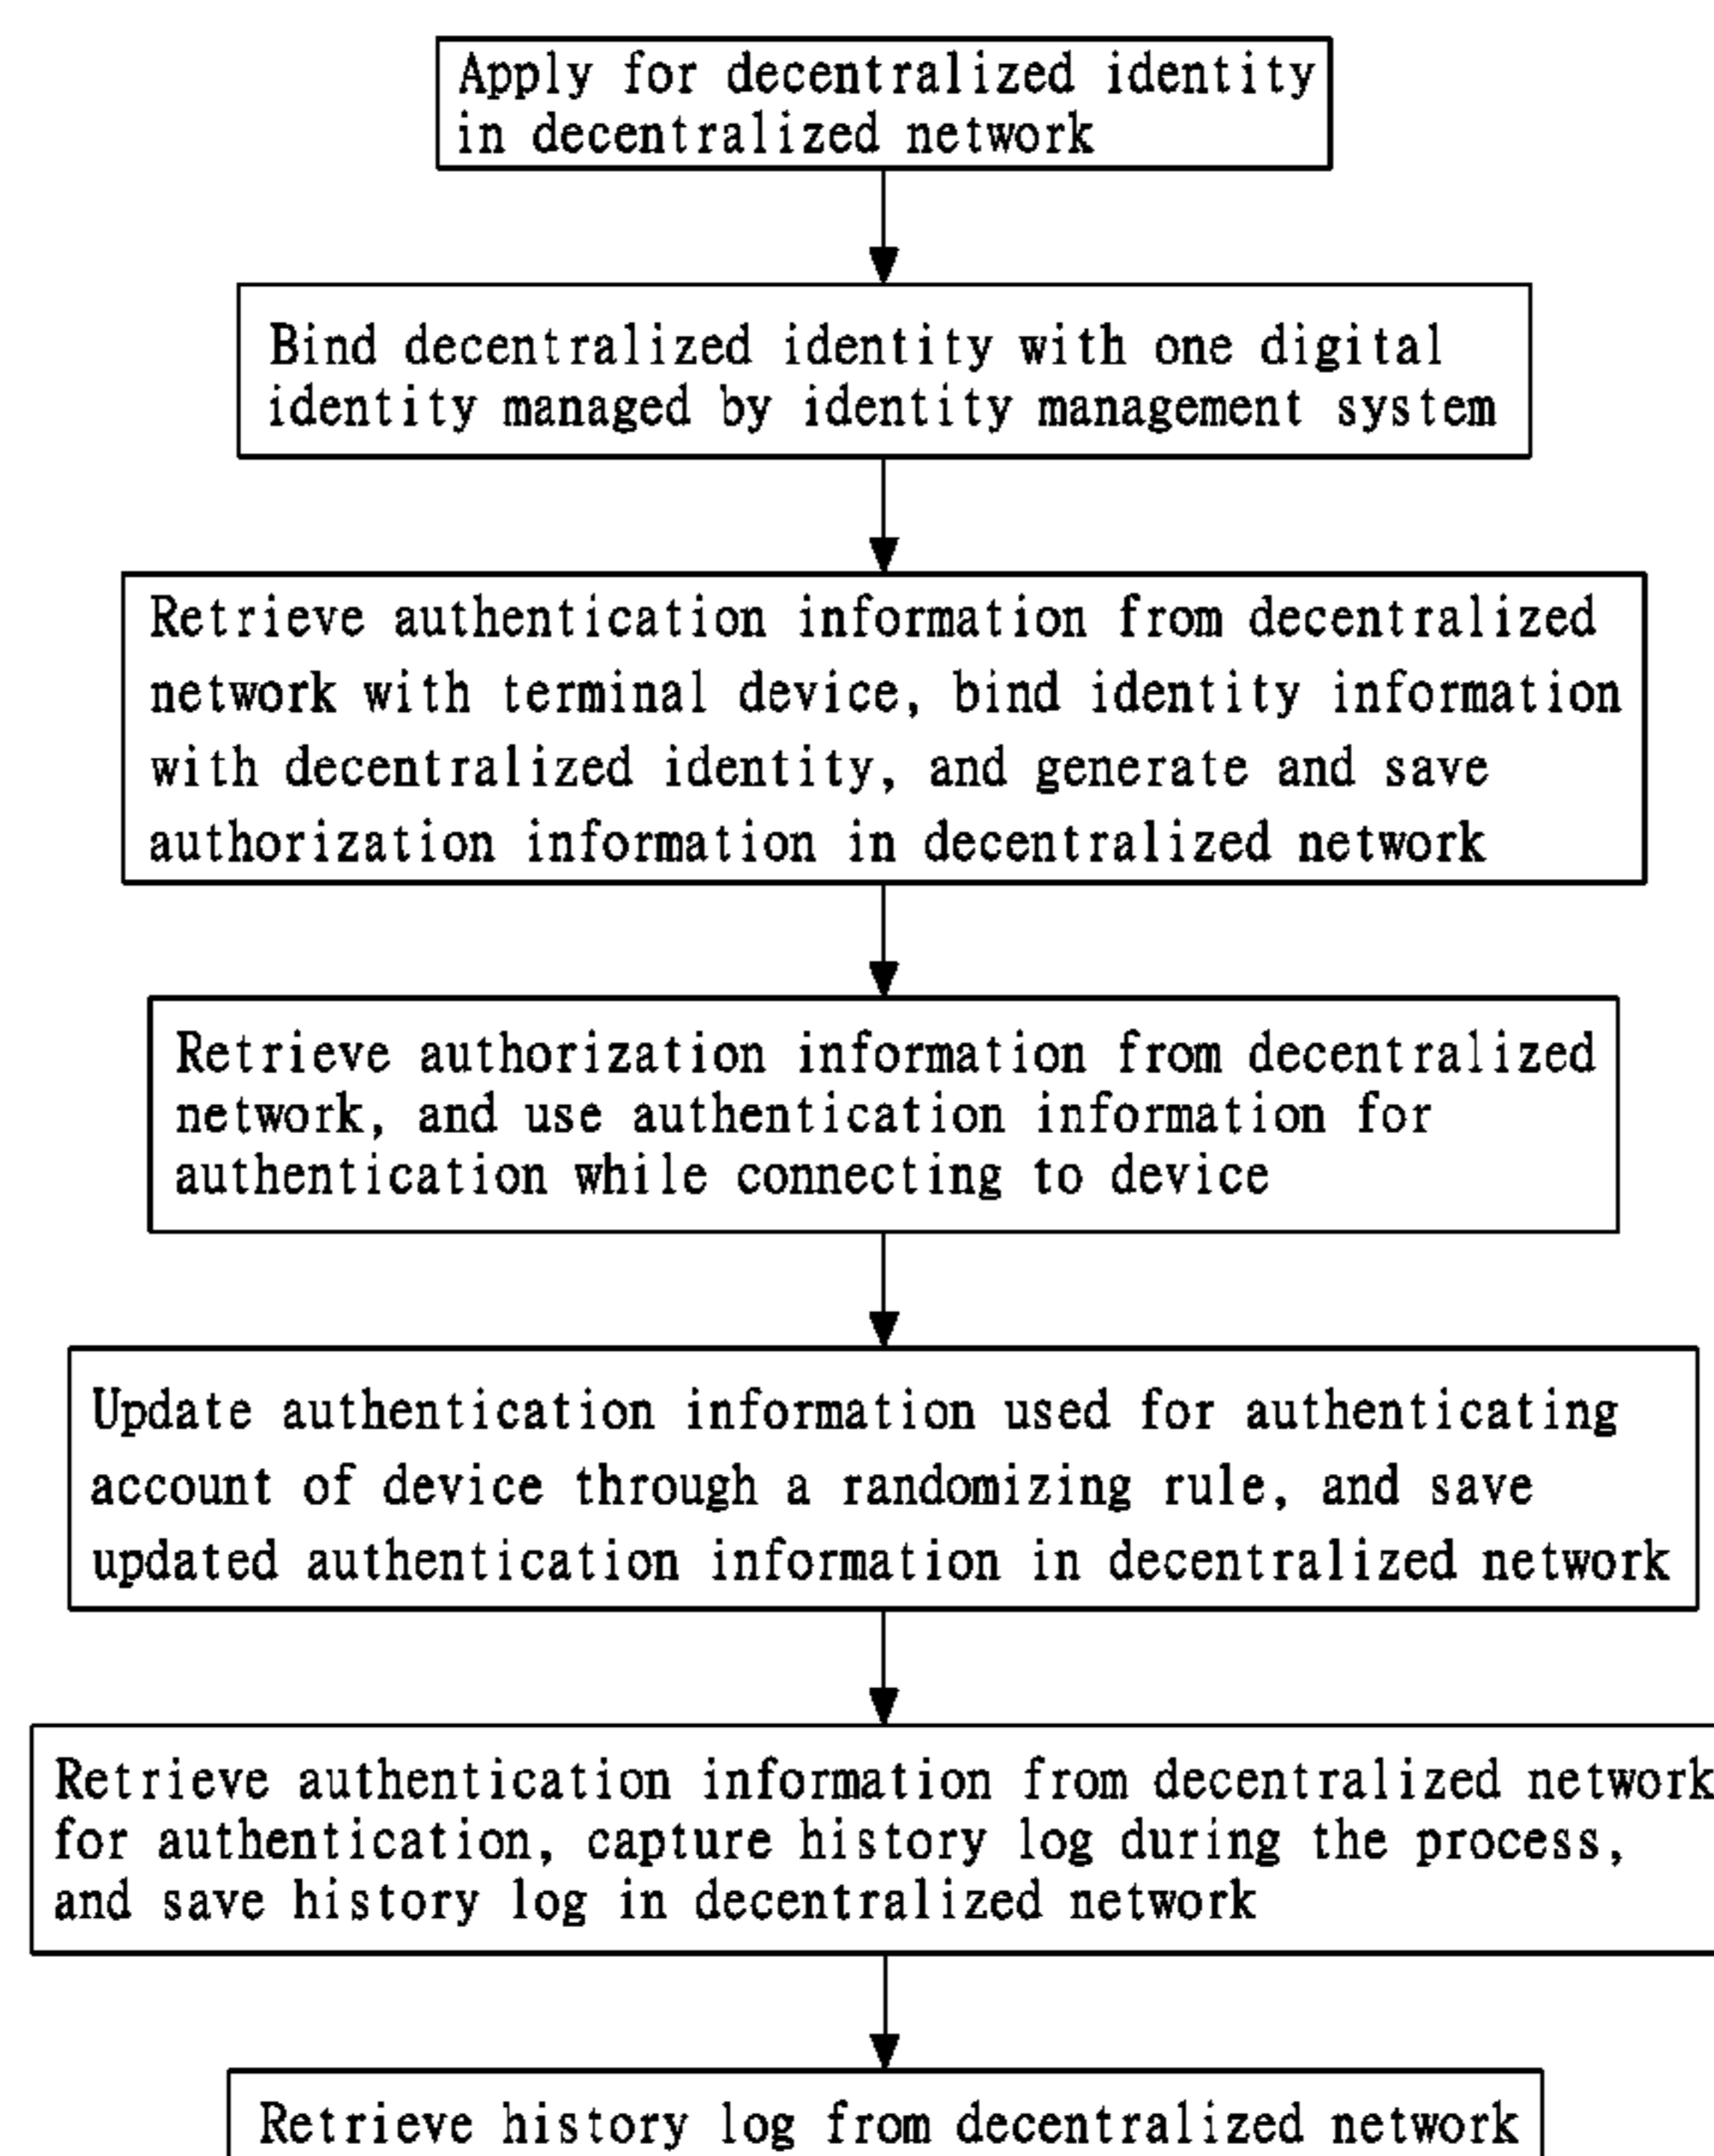 Apply for decentralized identity
in decentralized network
Bind decentralized identity with one digital
identity managed by identity management system
Retrieve authentication information from decentralized
network with terminal device, bind identity information
with decentralized identity, and generate and save
authorization information in decentralized network
Retrieve authorization information from decentralized
network, and use authentication information for
authentication while connecting to device
Update authentication information used for authenticating
account of device through a randomizing rule, and save
updated authentication information in decentralized network
Retrieve authentication information from decentralized network
for authentication, capture history log during the process,
and save history log in decentralized network
Retrieve history log from decentralized network